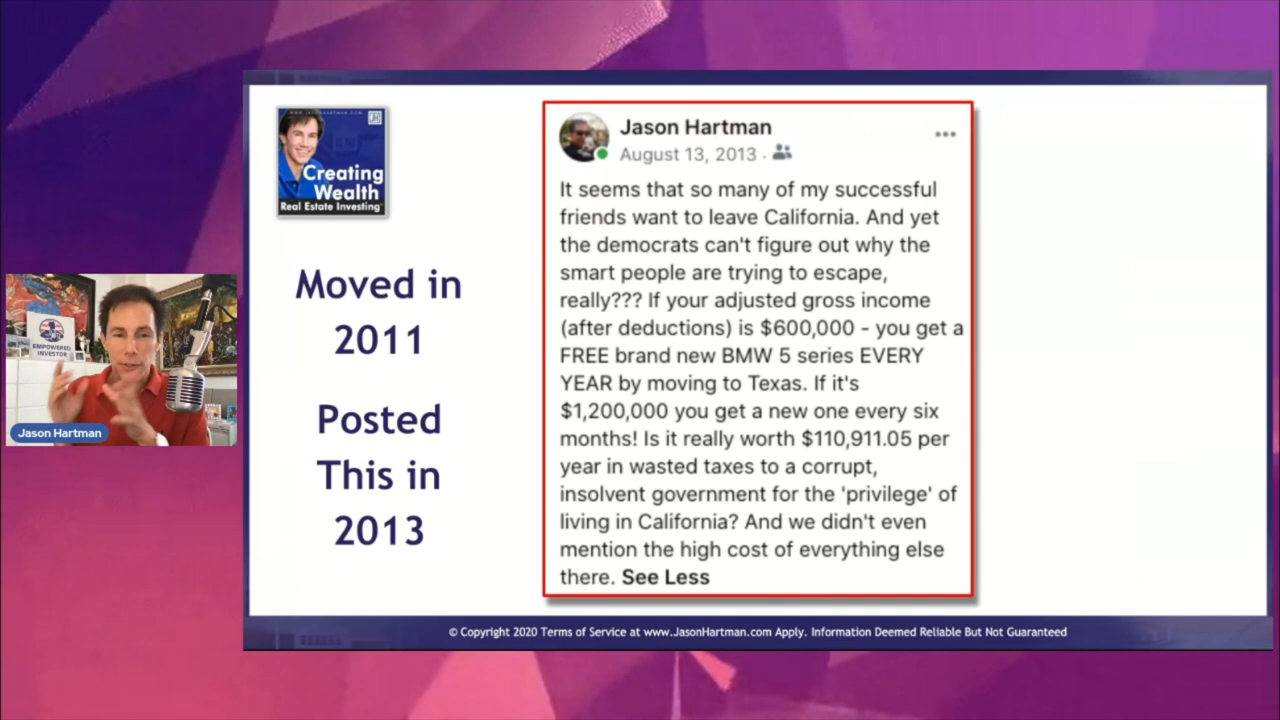 WWW.JASONHARTMAN.COM
JH
Creating
Wealth
Real Estate Investing
Moved in
2011
Posted
This in
2013
Jason Hartman
August 13, 2013 ·
It seems that so many of my successful
friends want to leave California. And yet
the democrats can't figure out why the
smart people are trying to escape,
really??? If your adjusted gross income
(after deductions) is $600,000 - you get a
FREE brand new BMW 5 series EVERY
YEAR by moving to Texas. If it's
$1,200,000 you get a new one every six
months! Is it really worth $110,911.05 per
year in wasted taxes to a corrupt,
insolvent government for the 'privilege' of
living in California? And we didn't even
mention the high cost of everything else
there. See Less
EMPOWERED
INVESTOR
Jason Hartman
© Copyright 2020 Terms of Service at www.JasonHartman.com Apply. Information Deemed Reliable But Not Guaranteed